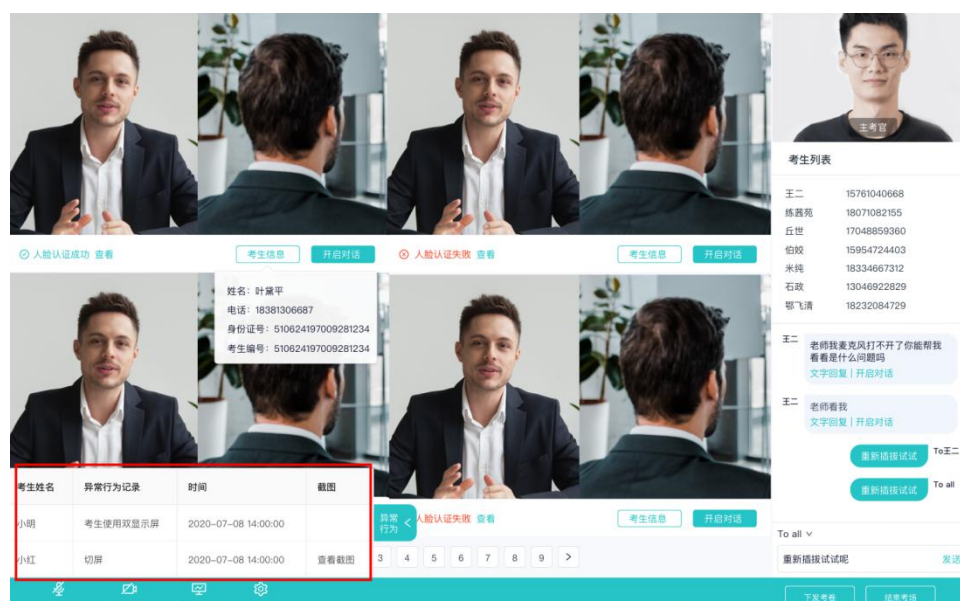 主考官
考生列表
王二 15761040668
练茜苑 18071082155
丘世 17048859360
伯姣 15954724403
米纯 18334667312
石政 13046922829
鄂飞清 18232084729
人脸认证成功 查看 考生信息 开启对话
人脸认证失败 查看 考生信息 开启对话
姓名：叶黛平
电话：18381306687
身份证号：510624197009281234
考生编号：510624197009281234
王二
老师我麦克风打不开了你能帮我
看看是什么问题吗
文字回复 | 开启对话
王二
老师看我
文字回复 | 开启对话
重新插拔试试 To王二
重新插拔试试 To all
考生姓名 异常行为记录 时间 截图
小明 考生使用双显示屏 2020-07-08 14:00:00
小红 切屏 2020-07-08 14:00:00 查看截图
异常
行为 <
人脸认证失败 查看 考生信息 开启对话
3 4 5 6 7 8 9 >
To all
重新插拔试试呢 发送
下发考卷 结束考场